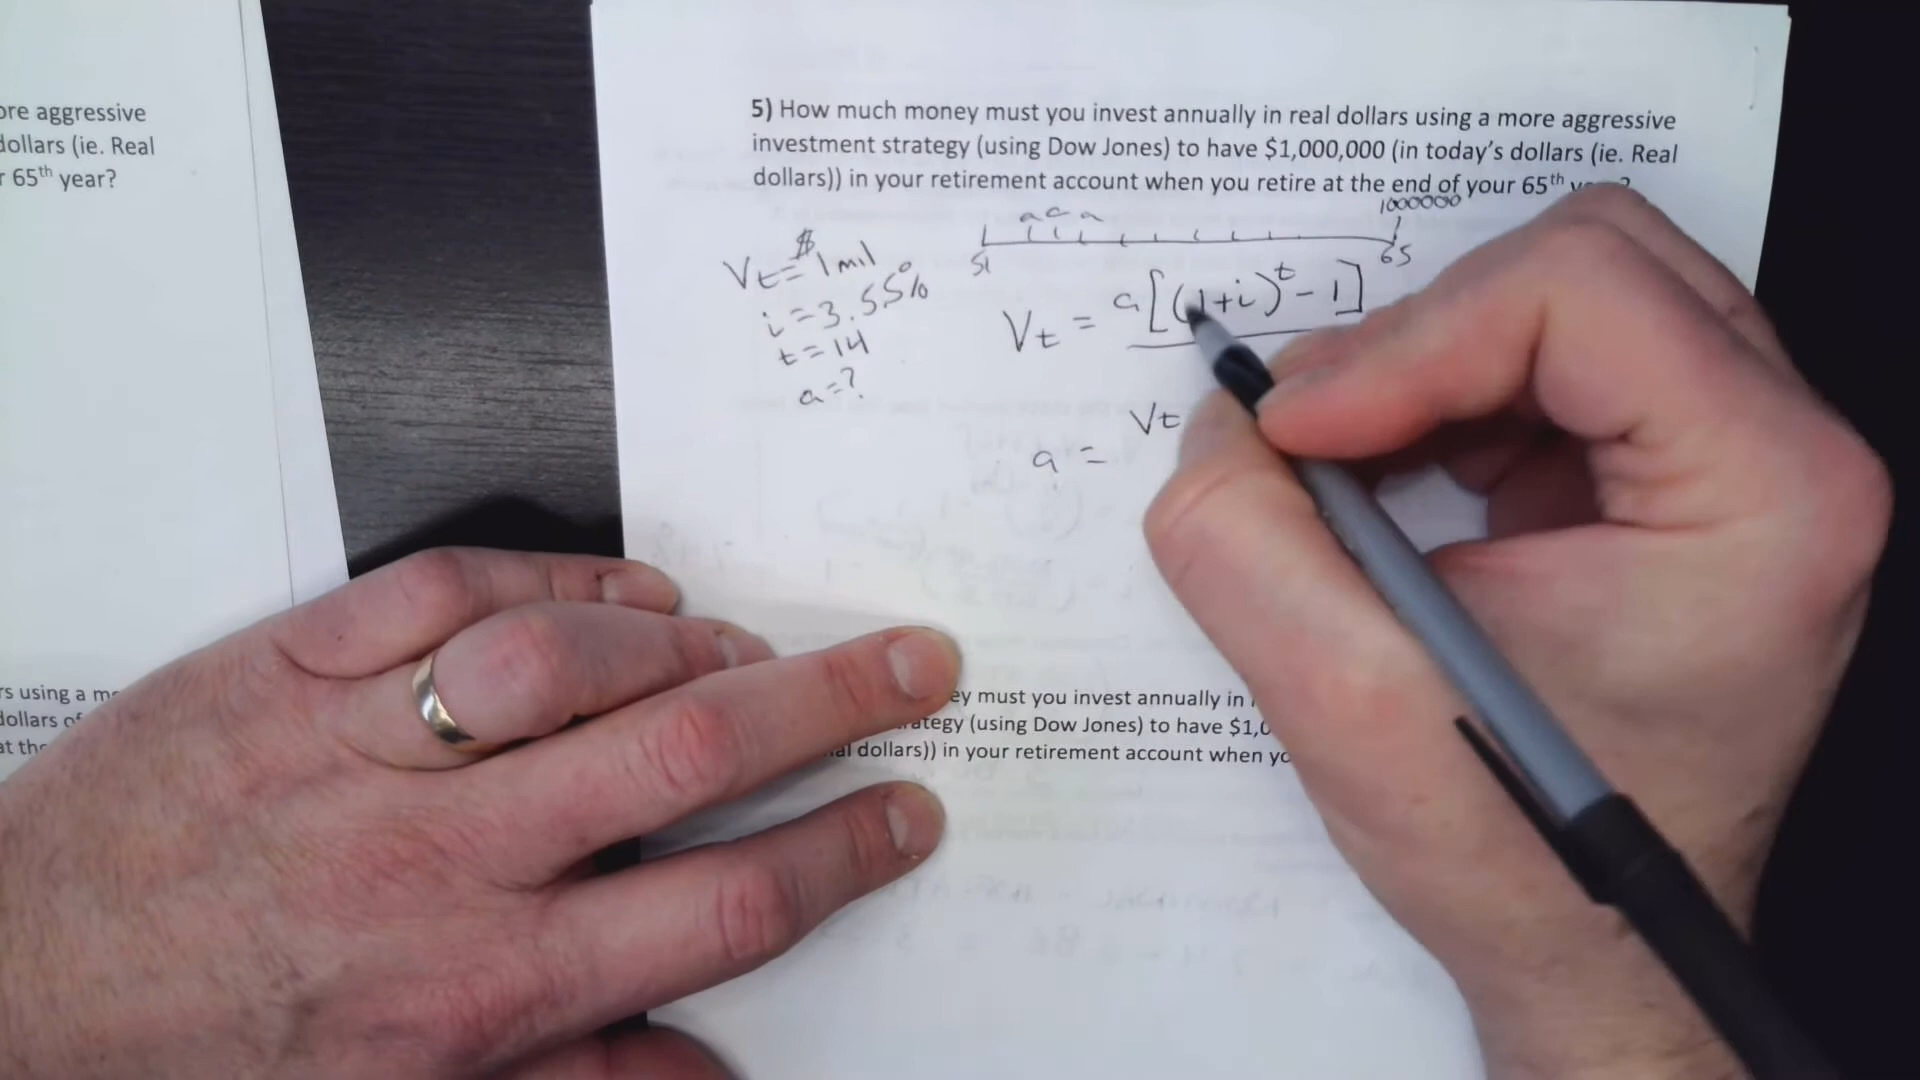 ore aggressive
dollars (ie. Real
r 65th year?
5) How much money must you invest annually in real dollars using a more aggressive
investment strategy (using Dow Jones) to have $1,000,000 (in today's dollars (ie. Real
dollars)) in your retirement account when you retire at the end of your 65th
1000000
a a a
51
65
Vt = $1mil
i = 3.55%
t = 14
a = ?
Vt = a[(1+i)^t - 1]
a = Vt
rs using a
dollars of
at the
ey must you invest annually in
ategy (using Dow Jones) to have $1,0
al dollars)) in your retirement account when yo